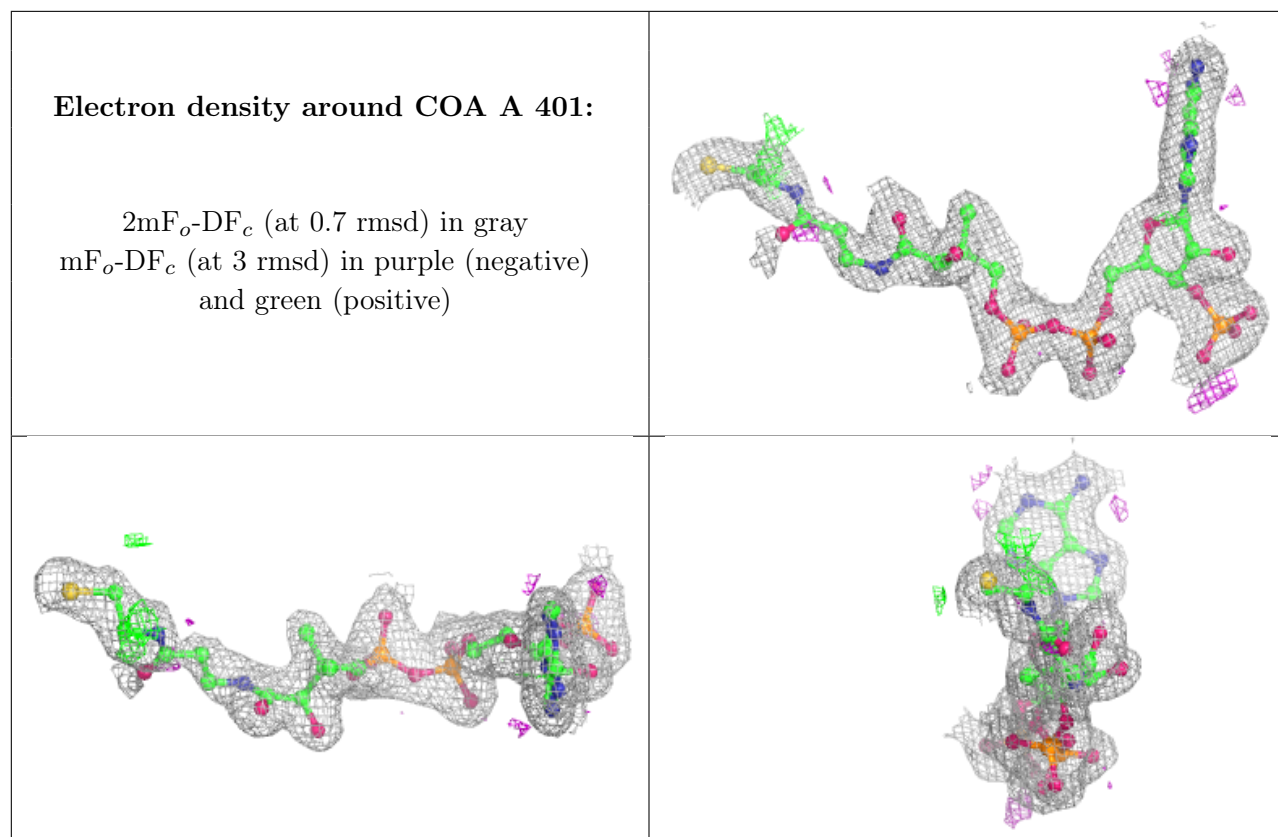 Electron density around COA A 401:
2mFo-DFc (at 0.7 rmsd) in gray
mFo-DFc (at 3 rmsd) in purple (negative)
and green (positive)